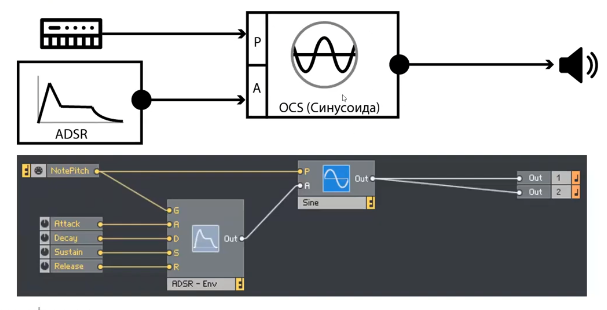 P
A
OCS (Синусоида)
ADSR
NotePitch
P
A
Out
Sine
Out 1
Out 2
G
Attack A
Decay D
Out
Sustain S
Release R
ADSR - Env